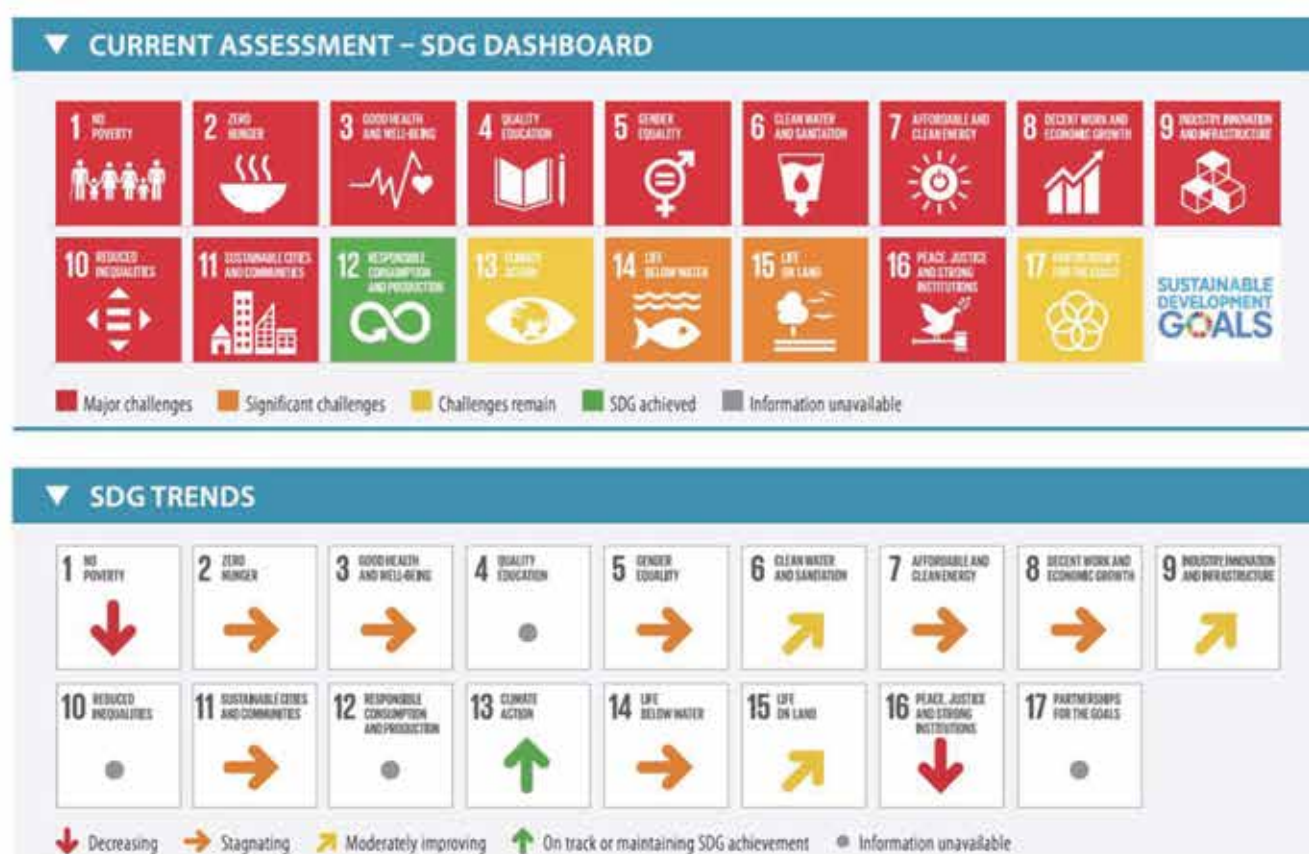 ▼ CURRENT ASSESSMENT – SDG DASHBOARD
1 NO POVERTY
2 ZERO HUNGER
3 GOOD HEALTH AND WELL-BEING
4 QUALITY EDUCATION
5 GENDER EQUALITY
6 CLEAN WATER AND SANITATION
7 AFFORDABLE AND CLEAN ENERGY
8 DECENT WORK AND ECONOMIC GROWTH
9 INDUSTRY, INNOVATION AND INFRASTRUCTURE
10 REDUCED INEQUALITIES
11 SUSTAINABLE CITIES AND COMMUNITIES
12 RESPONSIBLE CONSUMPTION AND PRODUCTION
13 CLIMATE ACTION
14 LIFE BELOW WATER
15 LIFE ON LAND
16 PEACE, JUSTICE AND STRONG INSTITUTIONS
17 PARTNERSHIPS FOR THE GOALS
SUSTAINABLE
DEVELOPMENT
GOALS
Major challenges Significant challenges Challenges remain SDG achieved Information unavailable
▼ SDG TRENDS
1 NO POVERTY
2 ZERO HUNGER
3 GOOD HEALTH AND WELL-BEING
4 QUALITY EDUCATION
5 GENDER EQUALITY
6 CLEAN WATER AND SANITATION
7 AFFORDABLE AND CLEAN ENERGY
8 DECENT WORK AND ECONOMIC GROWTH
9 INDUSTRY, INNOVATION AND INFRASTRUCTURE
10 REDUCED INEQUALITIES
11 SUSTAINABLE CITIES AND COMMUNITIES
12 RESPONSIBLE CONSUMPTION AND PRODUCTION
13 CLIMATE ACTION
14 LIFE BELOW WATER
15 LIFE ON LAND
16 PEACE, JUSTICE AND STRONG INSTITUTIONS
17 PARTNERSHIPS FOR THE GOALS
Decreasing Stagnating Moderately improving On track or maintaining SDG achievement Information unavailable